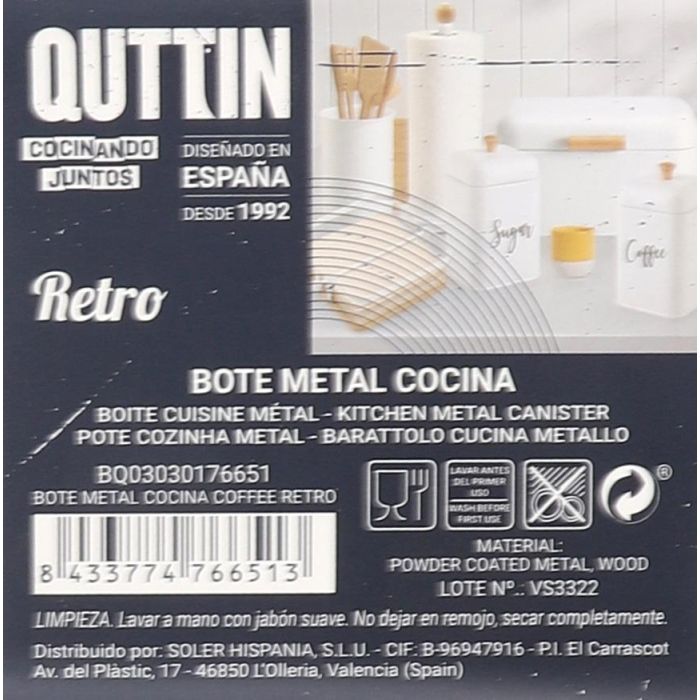 QUTTIN
COCINANDO
JUNTOS
DISEÑADO EN
ESPAÑA
DESDE 1992
Retro
Sugar
Coffee
BOTE METAL COCINA
BOITE CUISINE MÉTAL - KITCHEN METAL CANISTER
POTE COZINHA METAL - BARATTOLO CUCINA METALLO
BQ03030176651
BOTE METAL COCINA COFFEE RETRO
LAVAR ANTES
DEL PRIMER
USO
WASH BEFORE
FIRST USE
®
8 433774 766513
MATERIAL:
POWDER COATED METAL, WOOD
LOTE Nº.: VS3322
LIMPIEZA. Lavar a mano con jabón suave. No dejar en remojo, secar completamente.
Distribuido por: SOLER HISPANIA, S.L.U. - CIF: B-96947916 - P.I. El Carrascot
Av. del Plàstic, 17 - 46850 L'Olleria, Valencia (Spain)